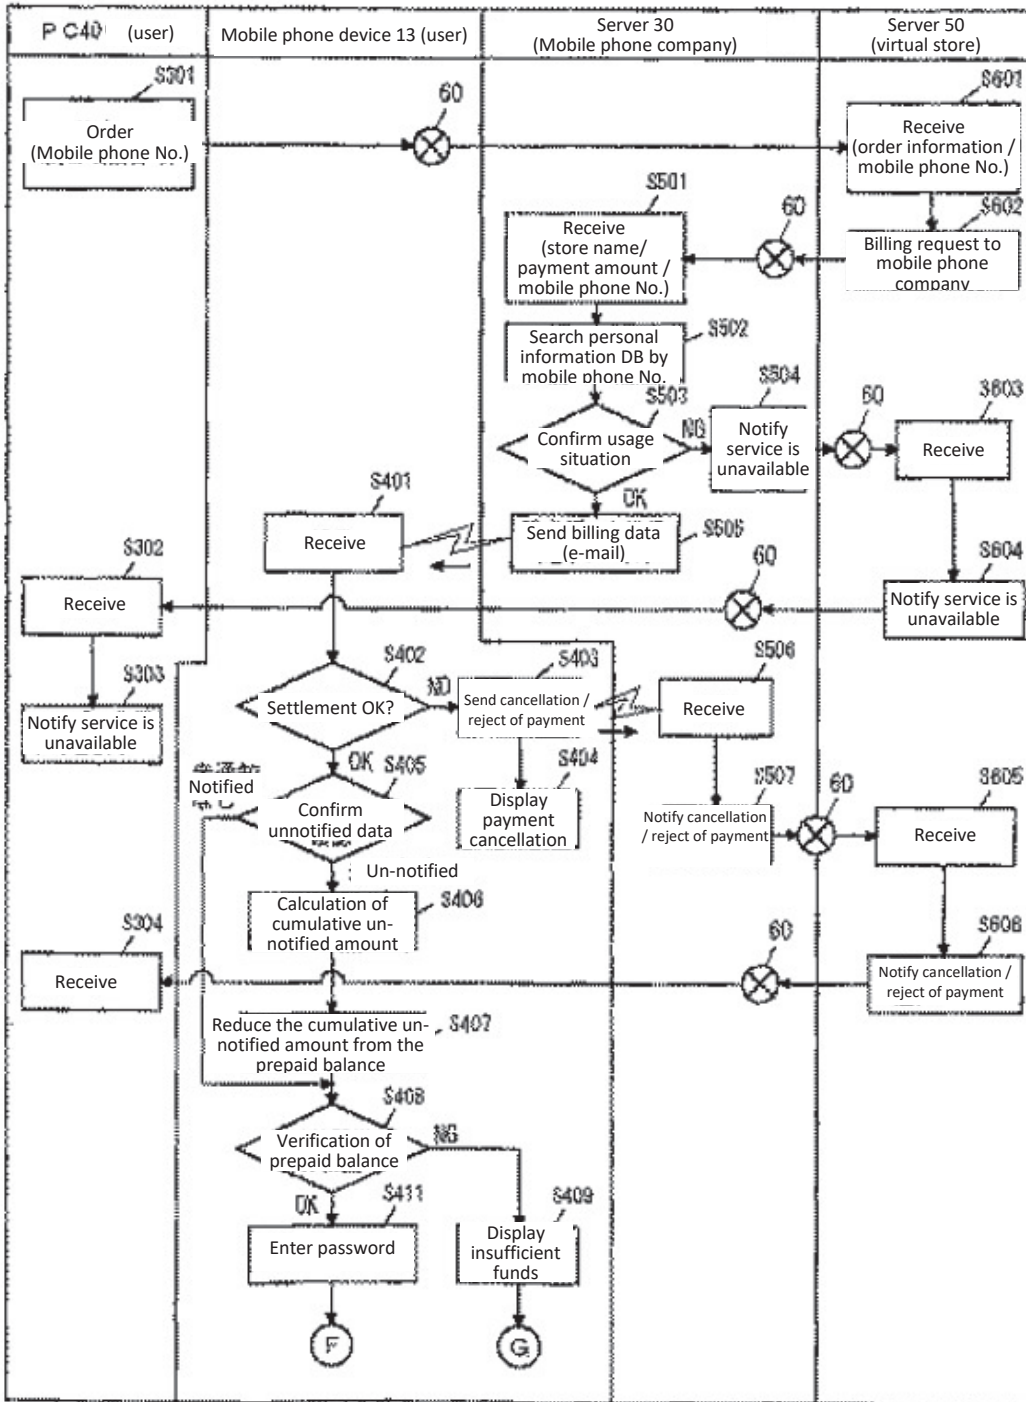 PC40 (user)
Mobile phone device 13 (user)
Server 30
(Mobile phone company)
Server 50
(virtual store)
S301
Order
(Mobile phone No.)
60
S601
Receive
(order information /
mobile phone No.)
S501
Receive
(store name/
payment amount /
mobile phone No.)
60
S602
Billing request to
mobile phone
company
S502
Search personal
information DB by
mobile phone No.
S503
Confirm usage
situation
NG
OK
S504
Notify
service is
unavailable
60
S603
Receive
S401
Receive
Send billing data
(e-mail)
S505
S302
Receive
60
S604
Notify service is
unavailable
S303
Notify service is
unavailable
S402
Settlement OK?
NO
OK
S403
Send cancellation /
reject of payment
S506
Receive
S404
Display
payment
cancellation
S405
Notified
Confirm
unnotified data
Un-notified
S507
Notify cancellation
/ reject of payment
60
S605
Receive
Calculation of
cumulative un-
notified amount
S406
S304
Receive
60
S606
Notify cancellation /
reject of payment
Reduce the cumulative un-
notified amount from the
prepaid balance
S407
S408
Verification of
prepaid balance
NG
OK
S411
Enter password
S409
Display
insufficient
funds
F
G